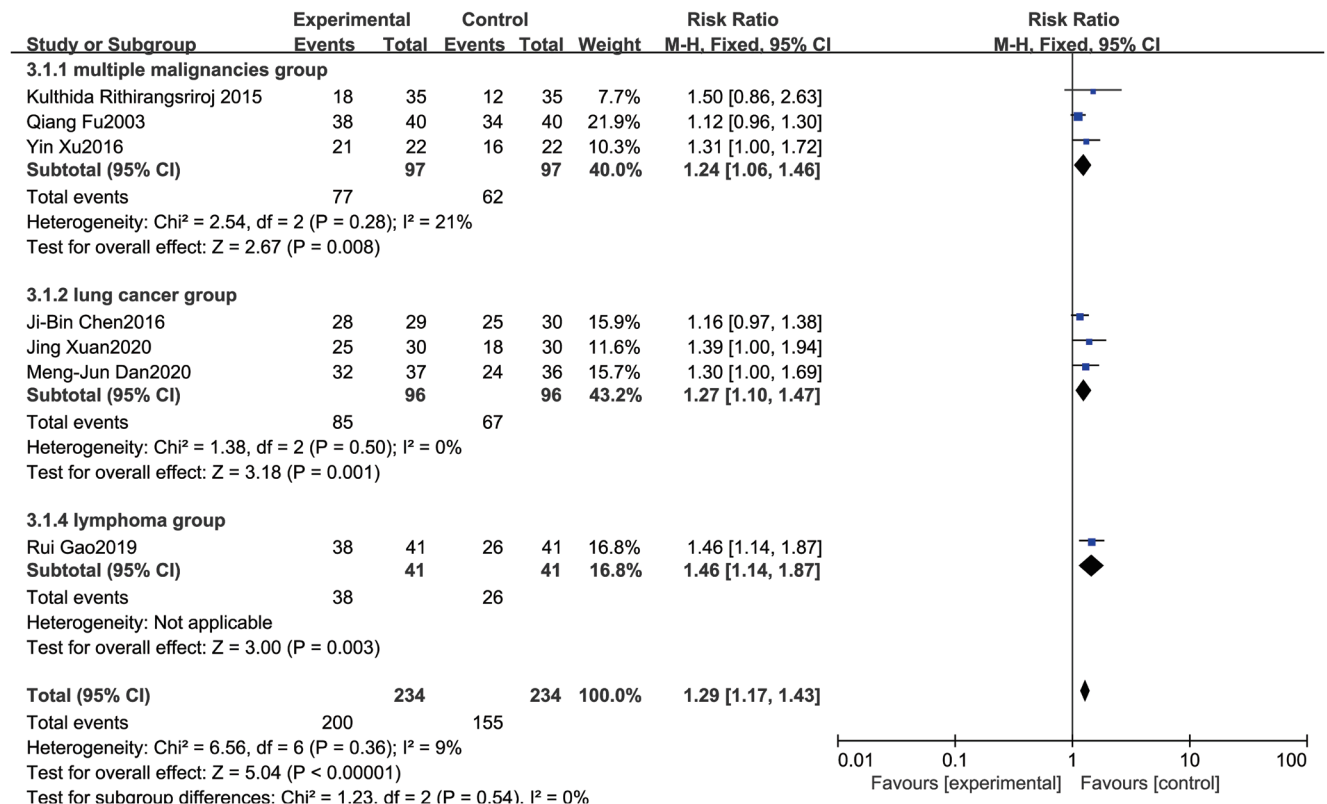 Experimental Control Risk Ratio Risk Ratio
Study or Subgroup Events Total Events Total Weight M-H, Fixed, 95% CI M-H, Fixed, 95% CI
3.1.1 multiple malignancies group
Kulthida Rithirangsriroj 2015 18 35 12 35 7.7% 1.50 [0.86, 2.63]
Qiang Fu2003 38 40 34 40 21.9% 1.12 [0.96, 1.30]
Yin Xu2016 21 22 16 22 10.3% 1.31 [1.00, 1.72]
Subtotal (95% CI) 97 97 40.0% 1.24 [1.06, 1.46]
Total events 77 62
Heterogeneity: Chi² = 2.54, df = 2 (P = 0.28); I² = 21%
Test for overall effect: Z = 2.67 (P = 0.008)
3.1.2 lung cancer group
Ji-Bin Chen2016 28 29 25 30 15.9% 1.16 [0.97, 1.38]
Jing Xuan2020 25 30 18 30 11.6% 1.39 [1.00, 1.94]
Meng-Jun Dan2020 32 37 24 36 15.7% 1.30 [1.00, 1.69]
Subtotal (95% CI) 96 96 43.2% 1.27 [1.10, 1.47]
Total events 85 67
Heterogeneity: Chi² = 1.38, df = 2 (P = 0.50); I² = 0%
Test for overall effect: Z = 3.18 (P = 0.001)
3.1.4 lymphoma group
Rui Gao2019 38 41 26 41 16.8% 1.46 [1.14, 1.87]
Subtotal (95% CI) 41 41 16.8% 1.46 [1.14, 1.87]
Total events 38 26
Heterogeneity: Not applicable
Test for overall effect: Z = 3.00 (P = 0.003)
Total (95% CI) 234 234 100.0% 1.29 [1.17, 1.43]
Total events 200 155
Heterogeneity: Chi² = 6.56, df = 6 (P = 0.36); I² = 9%
Test for overall effect: Z = 5.04 (P < 0.00001)
Test for subgroup differences: Chi² = 1.23, df = 2 (P = 0.54), I² = 0%
0.01 0.1 1 10 100
Favours [experimental] Favours [control]